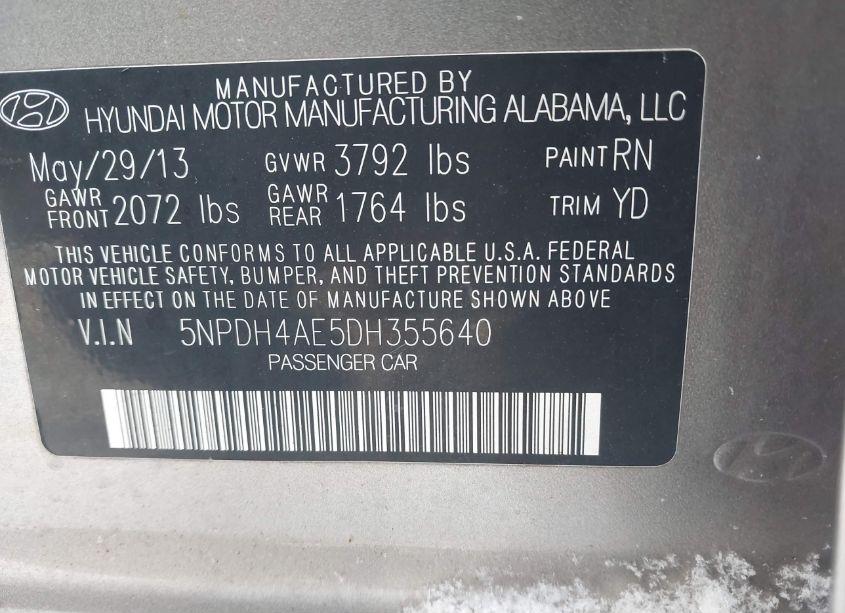 MANUFACTURED BY
HYUNDAI MOTOR MANUFACTURING ALABAMA, LLC
May/29/13 GVWR 3792 lbs PAINT RN
GAWR FRONT 2072 lbs GAWR REAR 1764 lbs TRIM YD
THIS VEHICLE CONFORMS TO ALL APPLICABLE U.S.A. FEDERAL
MOTOR VEHICLE SAFETY, BUMPER, AND THEFT PREVENTION STANDARDS
IN EFFECT ON THE DATE OF MANUFACTURE SHOWN ABOVE
V.I.N 5NPDH4AE5DH355640
PASSENGER CAR